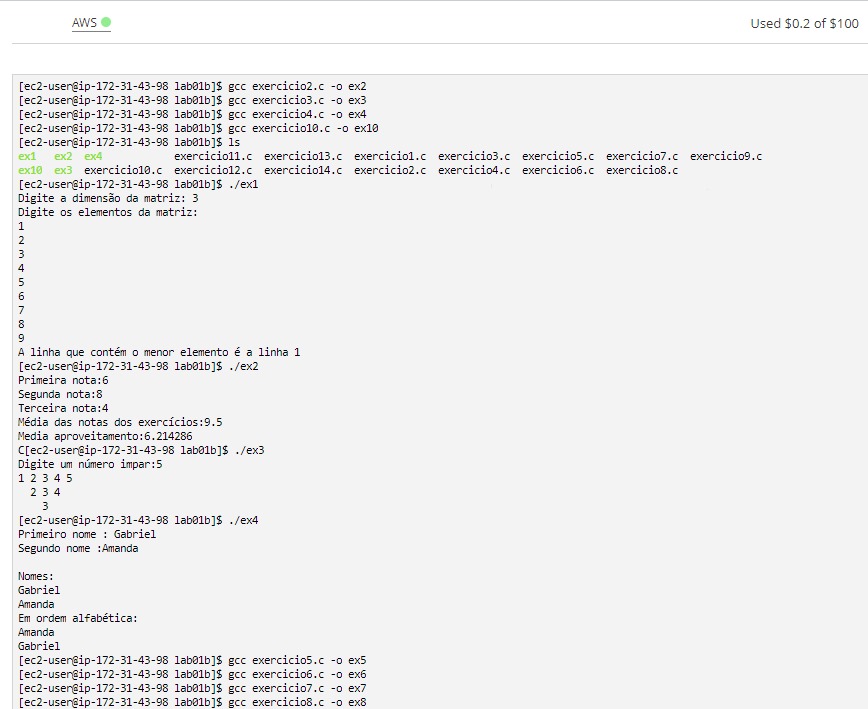 AWS
Used $0.2 of $100
[ec2-user@ip-172-31-43-98 lab01b]$ gcc exercicio2.c -o ex2
[ec2-user@ip-172-31-43-98 lab01b]$ gcc exercicio3.c -o ex3
[ec2-user@ip-172-31-43-98 lab01b]$ gcc exercicio4.c -o ex4
[ec2-user@ip-172-31-43-98 lab01b]$ gcc exercicio10.c -o ex10
[ec2-user@ip-172-31-43-98 lab01b]$ ls
ex1   ex2  ex4            exercicio11.c  exercicio13.c  exercicio1.c  exercicio3.c  exercicio5.c  exercicio7.c  exercicio9.c
ex10  ex3  exercicio10.c  exercicio12.c  exercicio14.c  exercicio2.c  exercicio4.c  exercicio6.c  exercicio8.c
[ec2-user@ip-172-31-43-98 lab01b]$ ./ex1
Digite a dimensão da matriz: 3
Digite os elementos da matriz:
1
2
3
4
5
6
7
8
9
A linha que contém o menor elemento é a linha 1
[ec2-user@ip-172-31-43-98 lab01b]$ ./ex2
Primeira nota:6
Segunda nota:8
Terceira nota:4
Média das notas dos exercícios:9.5
Media aproveitamento:6.214286
C[ec2-user@ip-172-31-43-98 lab01b]$ ./ex3
Digite um número impar:5
1 2 3 4 5
  2 3 4
    3
[ec2-user@ip-172-31-43-98 lab01b]$ ./ex4
Primeiro nome : Gabriel
Segundo nome :Amanda

Nomes:
Gabriel
Amanda
Em ordem alfabética:
Amanda
Gabriel
[ec2-user@ip-172-31-43-98 lab01b]$ gcc exercicio5.c -o ex5
[ec2-user@ip-172-31-43-98 lab01b]$ gcc exercicio6.c -o ex6
[ec2-user@ip-172-31-43-98 lab01b]$ gcc exercicio7.c -o ex7
[ec2-user@ip-172-31-43-98 lab01b]$ gcc exercicio8.c -o ex8